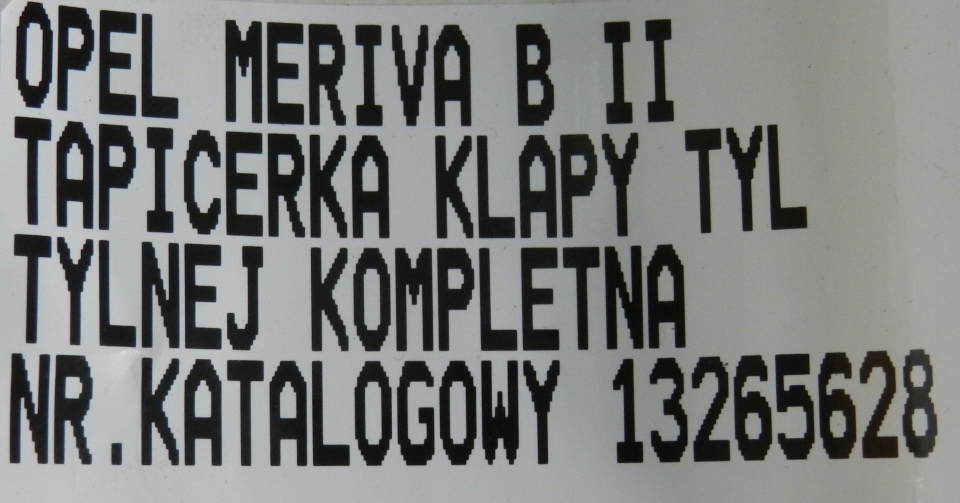 OPEL MERIVA B II
TAPICERKA KLAPY TYL
TYLNEJ KOMPLETNA
NR.KATALOGOWY 13265628